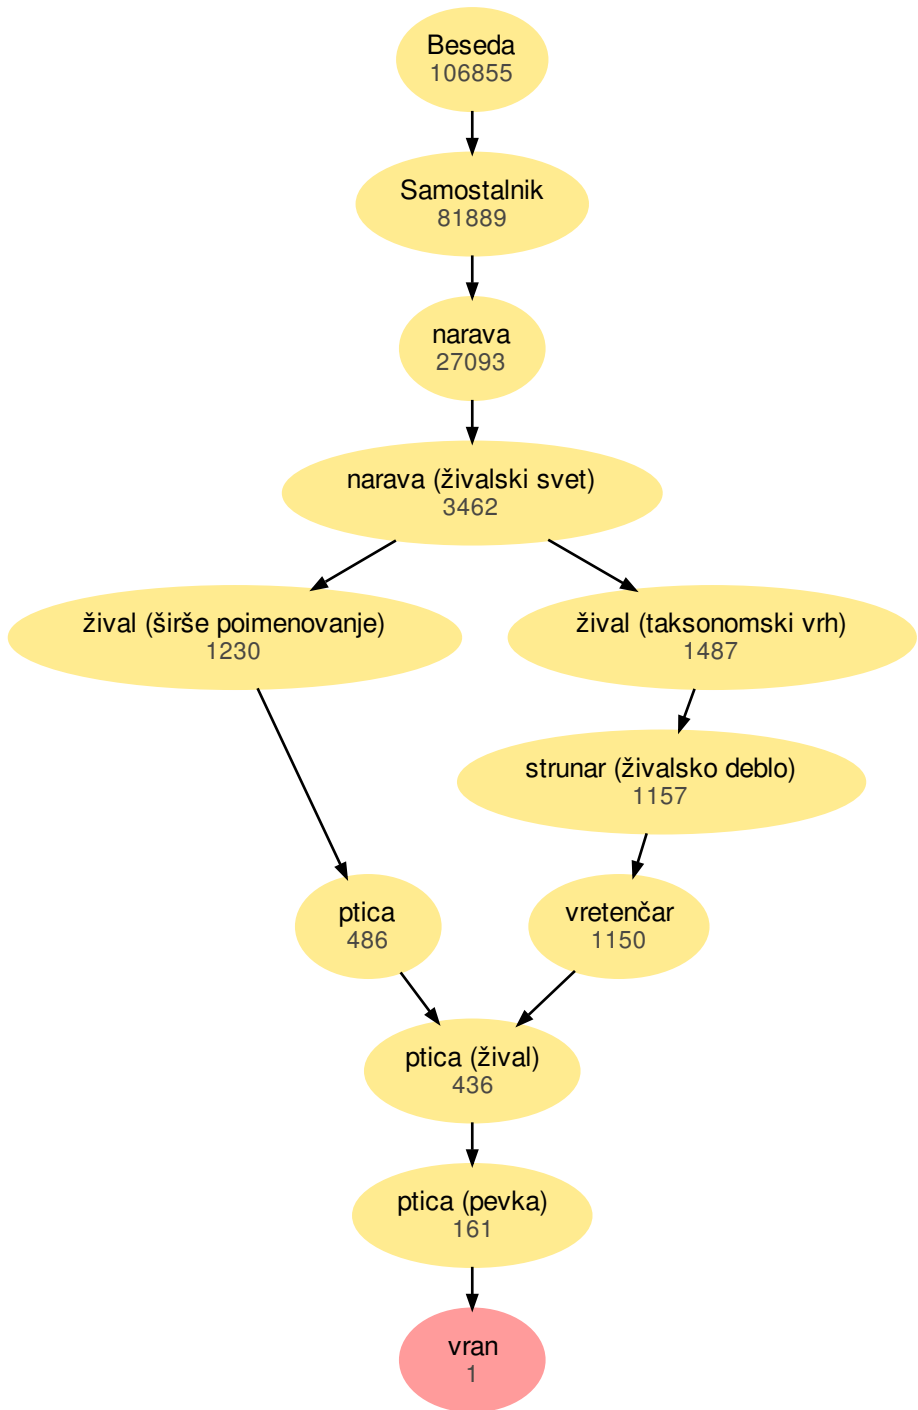 Beseda
106855
Samostalnik
81889
narava
27093
narava (živalski svet)
3462
žival (širše poimenovanje)
1230
žival (taksonomski vrh)
1487
strunar (živalsko deblo)
1157
ptica
486
vretenčar
1150
ptica (žival)
436
ptica (pevka)
161
vran
1